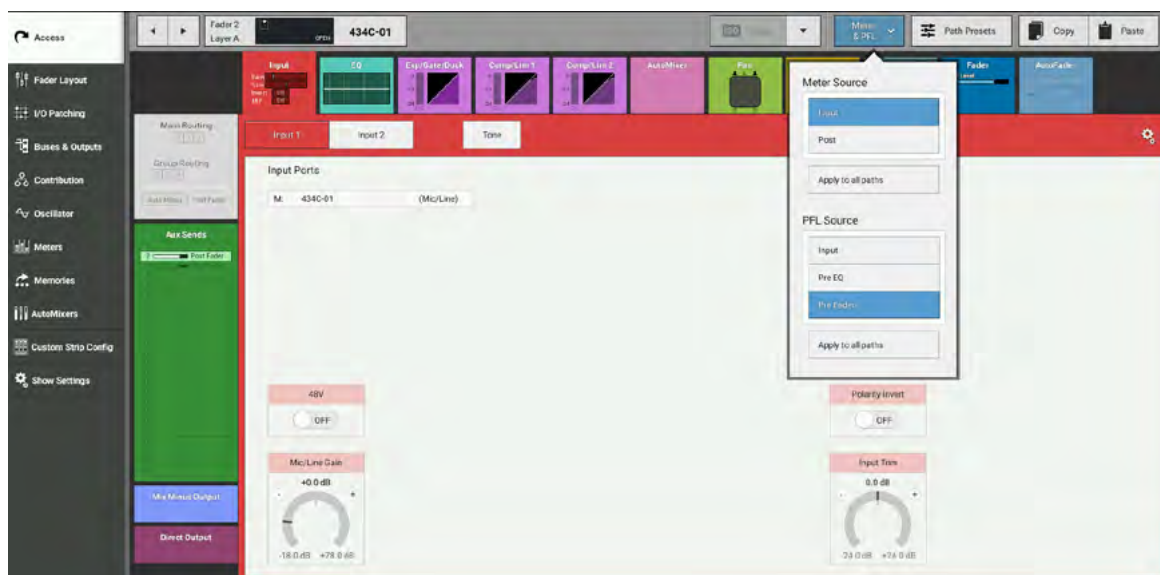 Access
Fader Layout
I/O Patching
Buses & Outputs
Contribution
Oscillator
Meters
Memories
AutoMixers
Custom Strip Config
Show Settings
Fader 2
Layer A
OPEN
434C-01
Meter
& PFL
Path Presets
Copy
Paste
Input
EQ
Exp/Gate/Duck
Comp/Lim 1
Comp/Lim 2
AutoMixer
Pan
Fader
AutoFader
Main Routing
Group Routing
Input 1
Input 2
Tone
Input Ports
M: 434C-01 (Mic/Line)
Aux Sends
Post Fader
Mix Minus Output
Direct Output
48V
OFF
Mic/Line Gain
+0.0 dB
- +
-18.0 dB +78.0 dB
Meter Source
Input
Post
Apply to all paths
PFL Source
Input
Pre EQ
Pre Fader
Apply to all paths
Polarity Invert
OFF
Input Trim
0.0 dB
- +
-24.0 dB +24.0 dB